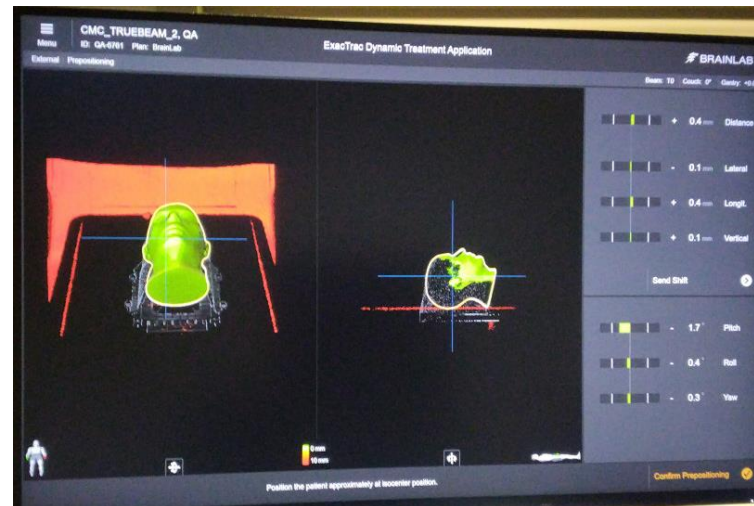 CMC_TRUEBEAM_2, QA
Menu
ID: QA-6761 Plan: BrainLab
ExacTrac Dynamic Treatment Application
BRAINLAB
External Prepositioning
Beam: T0 Couch: 0° Gantry: +0.
+ 0.4 mm Distance
- 0.1 mm Lateral
+ 0.4 mm Longit.
+ 0.1 mm Vertical
Send Shift
- 1.7° Pitch
- 0.4° Roll
- 0.3° Yaw
0 mm
10 mm
Position the patient approximately at isocenter position.
Confirm Prepositioning